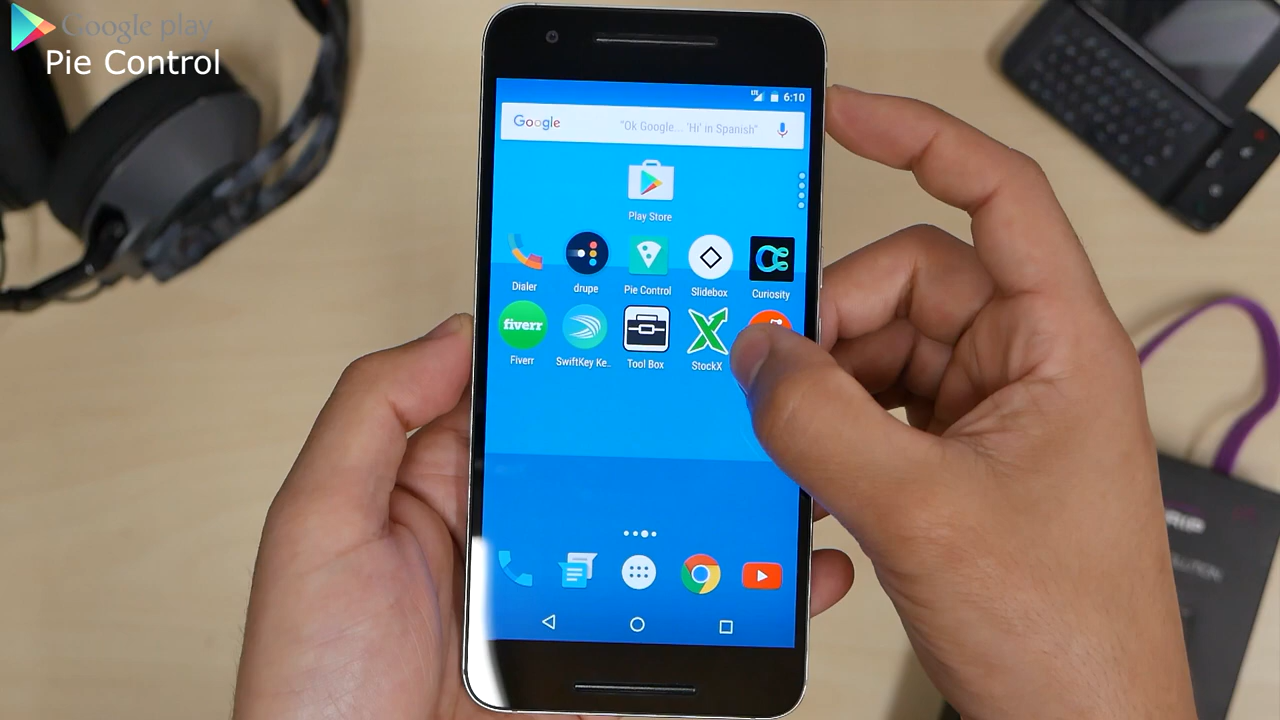 Google play
Pie Control
6:10
Google "Ok Google... 'Hi' in Spanish"
Play Store
Dialer drupe Pie Control Slidebox Curiosity
fiverr
Fiverr SwiftKey Ke.. Tool Box StockX